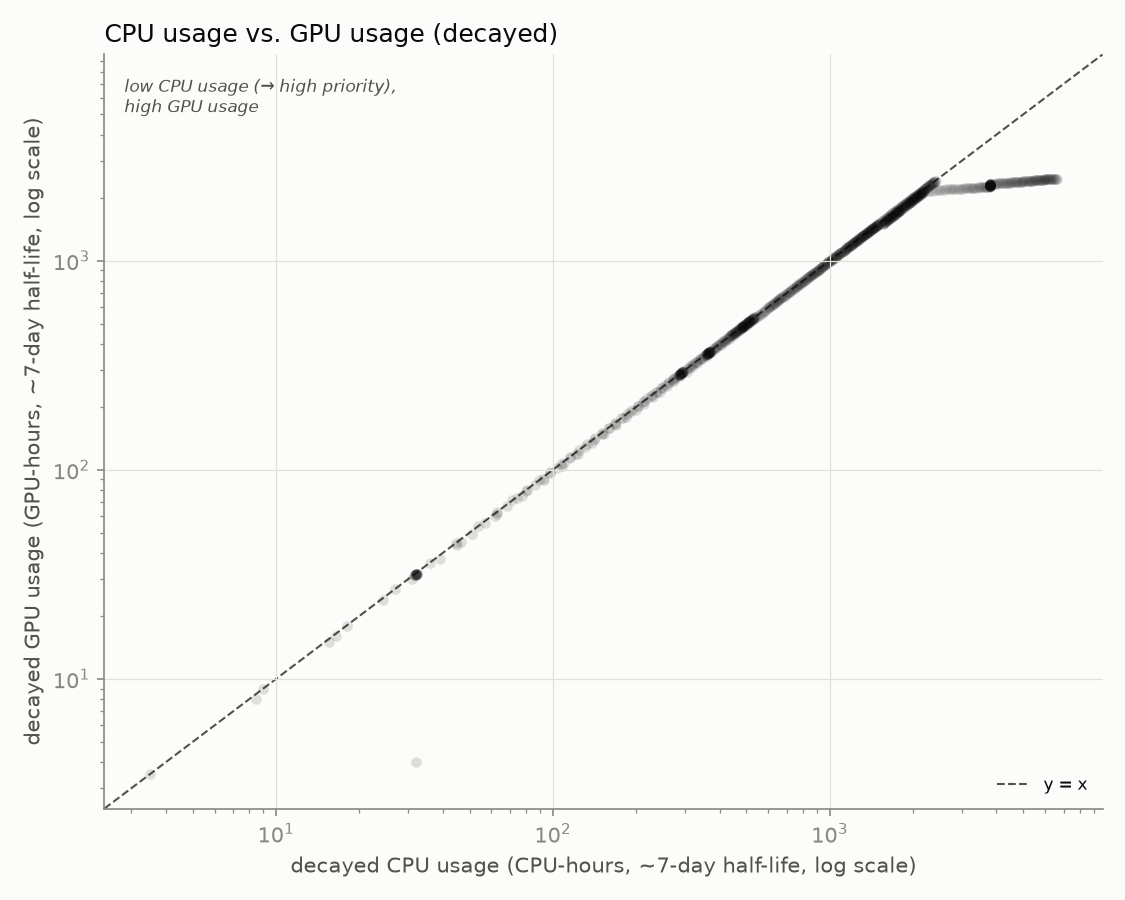 CPU usage vs. GPU usage (decayed)
low CPU usage (→ high priority),
high GPU usage
decayed GPU usage (GPU-hours, ~7-day half-life, log scale)
10³
10²
10¹
y = x
10¹ 10² 10³
decayed CPU usage (CPU-hours, ~7-day half-life, log scale)